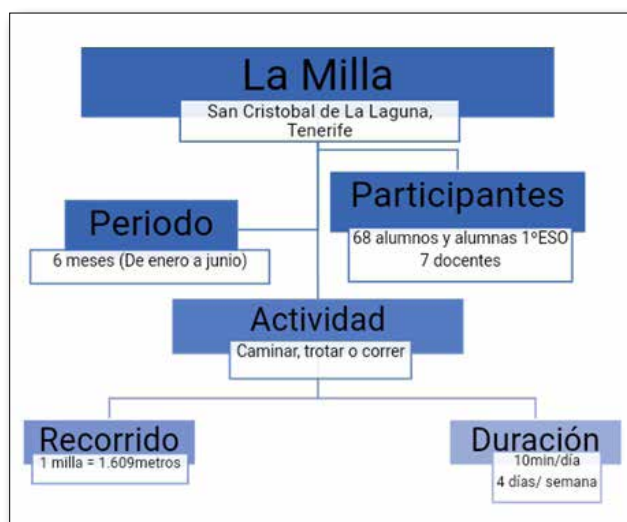 La Milla
San Cristobal de La Laguna,
Tenerife
Participantes
68 alumnos y alumnas 1ºESO
7 docentes
Periodo
6 meses (De enero a junio)
Actividad
Caminar, trotar o correr
Recorrido
1 milla = 1.609metros
Duración
10min/día
4 días/ semana